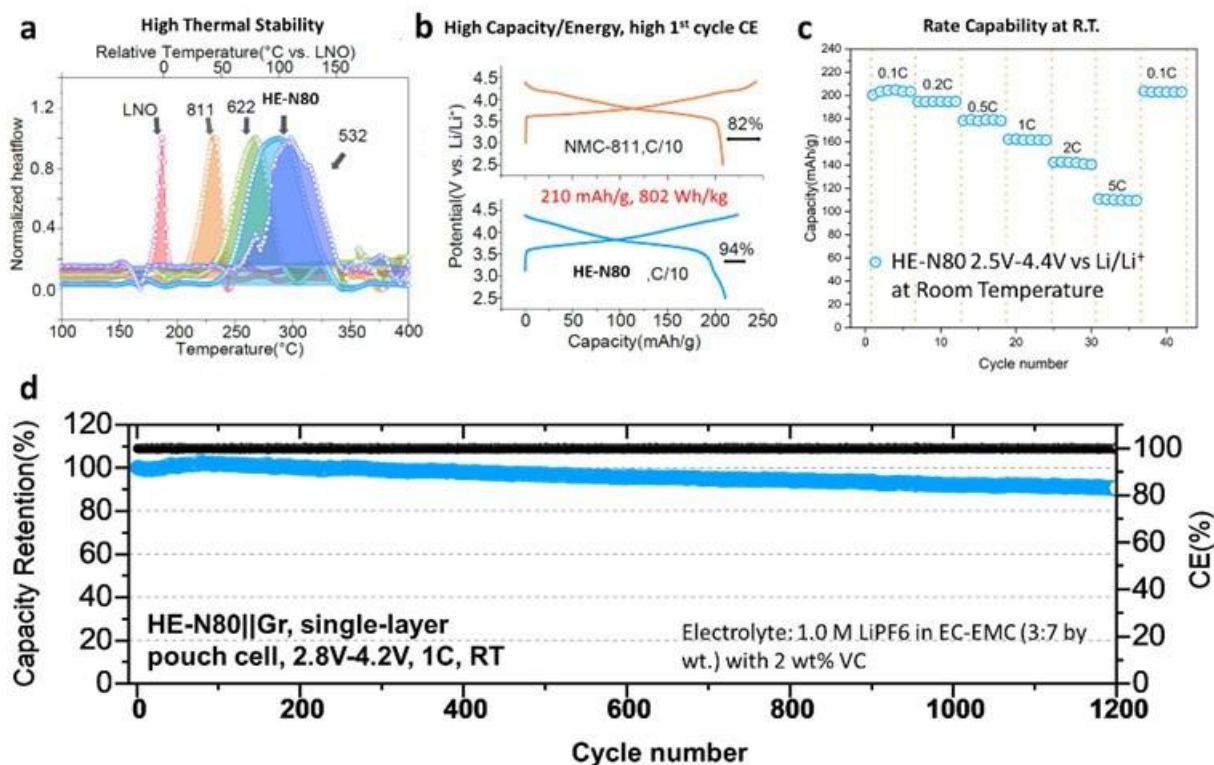 a
High Thermal Stability
Relative Temperature(°C vs. LNO)
0 50 100 150
LNO 811 622 HE-N80 532
Normalized heatflow
1.2
0.8
0.4
0.0
100 150 200 250 300 350 400
Temperature(°C)
b
High Capacity/Energy, high 1st cycle CE
Potential(V vs. Li/Li⁺)
4.5
4.0
3.5
3.0
2.5
82%
NMC-811,C/10
210 mAh/g, 802 Wh/kg
4.5
4.0
3.5
3.0
2.5
94%
HE-N80 ,C/10
0 50 100 150 200 250
Capacity(mAh/g)
c
Rate Capability at R.T.
Capacity(mAh/g)
240
220
200
180
160
140
120
100
80
60
40
20
0
0.1C
0.2C
0.5C
1C
2C
5C
0.1C
HE-N80 2.5V-4.4V vs Li/Li⁺
at Room Temperature
0 10 20 30 40
Cycle number
d
Capacity Retention(%)
120
100
80
60
40
20
0
HE-N80||Gr, single-layer
pouch cell, 2.8V-4.2V, 1C, RT
Electrolyte: 1.0 M LiPF6 in EC-EMC (3:7 by
wt.) with 2 wt% VC
100
80
60
40
20
0
CE(%)
0 200 400 600 800 1000 1200
Cycle number